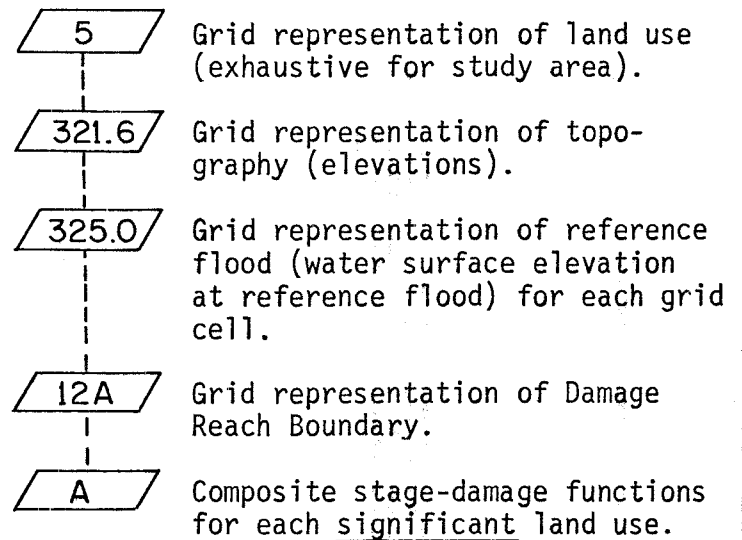 5 Grid representation of land use
(exhaustive for study area).
321.6 Grid representation of topo-
graphy (elevations).
325.0 Grid representation of reference
flood (water surface elevation
at reference flood) for each grid
cell.
12A Grid representation of Damage
Reach Boundary.
A Composite stage-damage functions
for each significant land use.